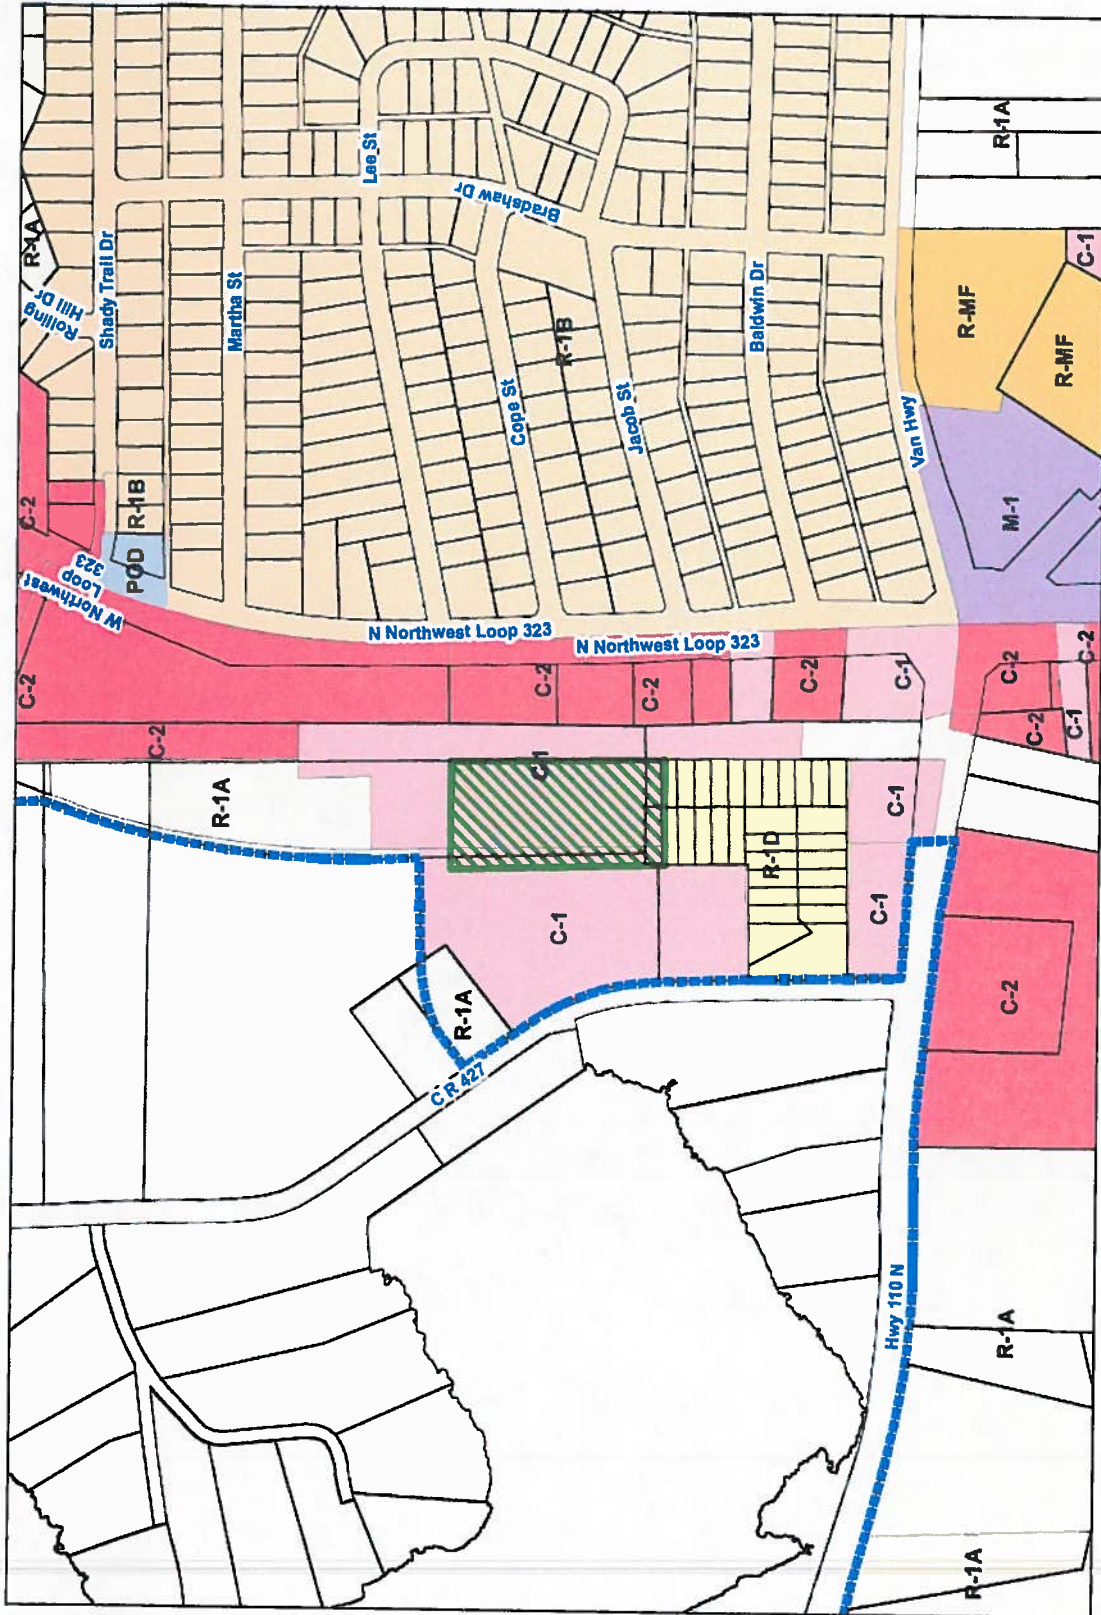 R-1A
R-1A
Rolling
Hill Dr
Shady Trail Dr
Martha St
Lee St
Bradshaw Dr
Baldwin Dr
Cope St
R-1B
Jacob St
Van Hwy
R-MF
C-1
R-MF
M-1
C-2
R-1B
POD
W Northwest
Loop
323
N Northwest Loop 323
N Northwest Loop 323
C-2
C-2
C-2
C-2
C-2
C-1
C-2
C-2
C-2
C-1
R-1A
C-1
R-1D
C-1
C-1
C-1
R-1A
C R 427
C-2
Hwy 110 N
R-1A
R-1A